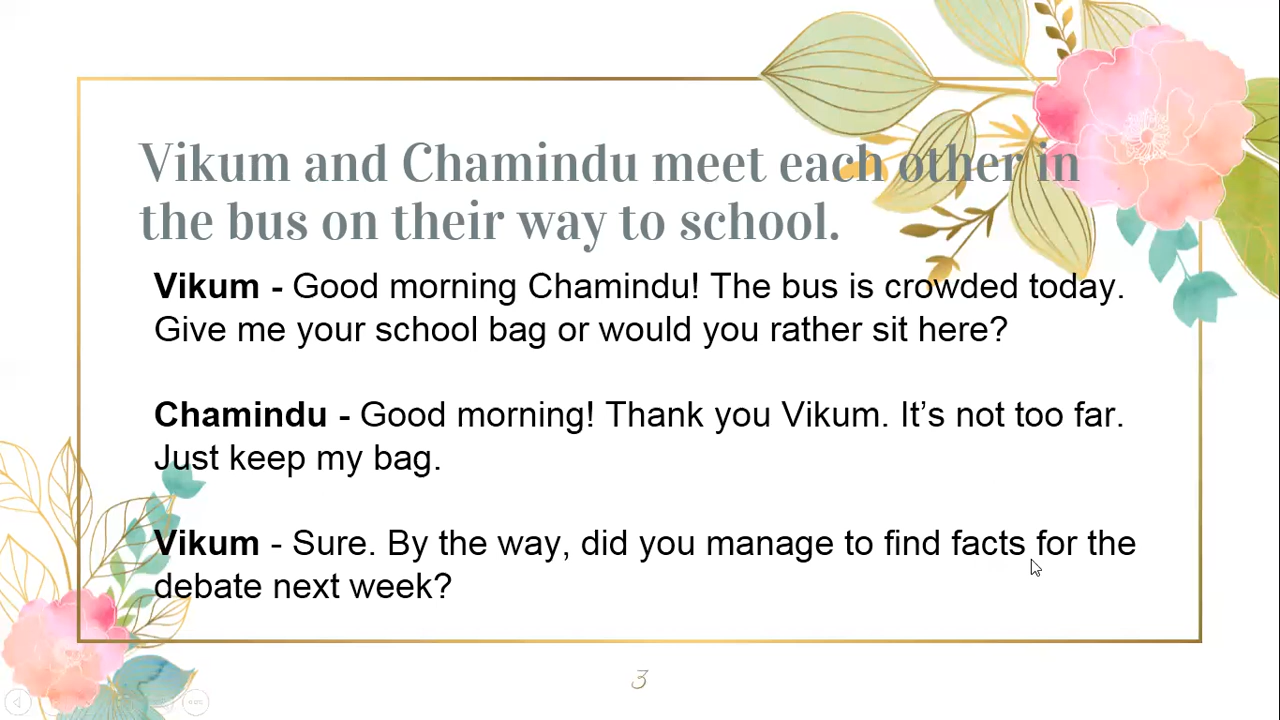 Vikum and Chamindu meet each other in
the bus on their way to school.
Vikum - Good morning Chamindu! The bus is crowded today.
Give me your school bag or would you rather sit here?
Chamindu - Good morning! Thank you Vikum. It’s not too far.
Just keep my bag.
Vikum - Sure. By the way, did you manage to find facts for the
debate next week?
3